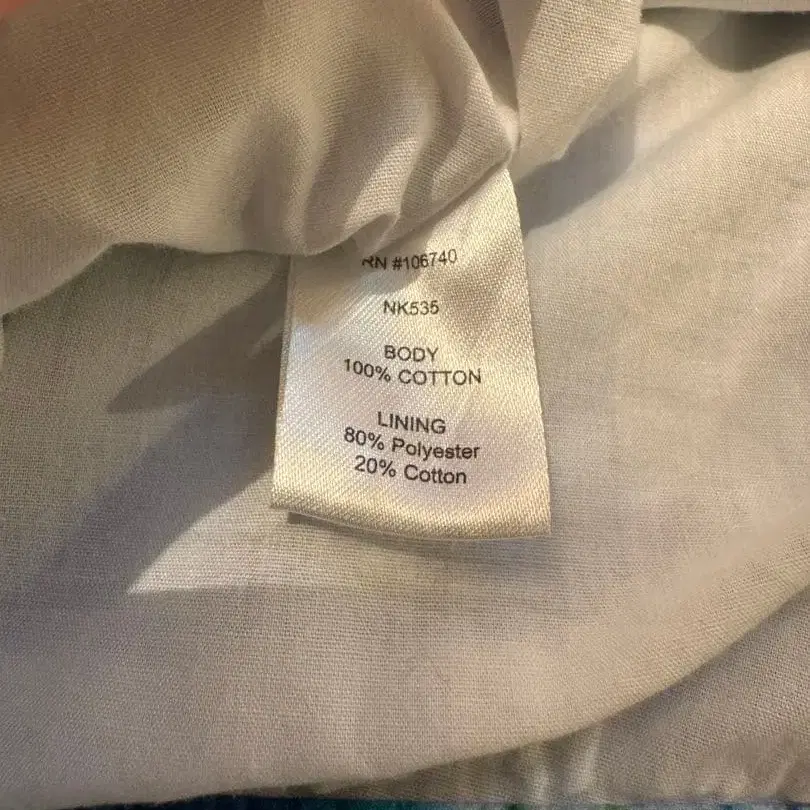 RN #106740
NK535
BODY
100% COTTON
LINING
80% Polyester
20% Cotton